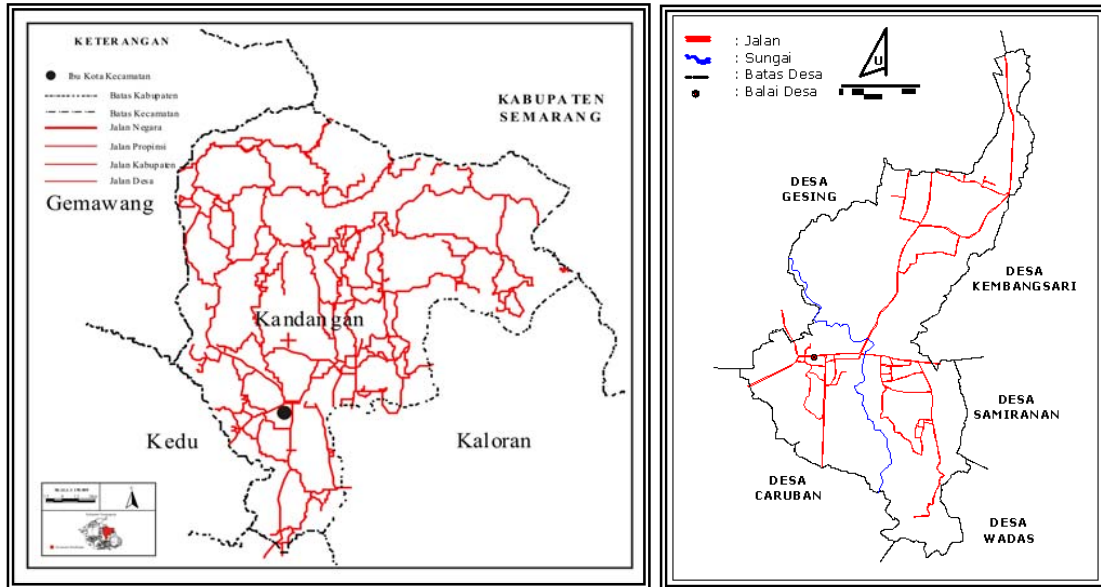 KETERANGAN
Ibu Kota Kecamatan
Batas Kabupaten
Batas Kecamatan
Jalan Negara
Jalan Propinsi
Jalan Kabupaten
Jalan Desa
KABUPATEN
SEMARANG
Gemawang
Kandangan
Kedu
Kaloran
: Jalan
: Sungai
: Batas Desa
: Balai Desa
U
DESA
GESING
DESA
KEMBANGSARI
DESA
SAMIRANAN
DESA
CARUBAN
DESA
WADAS